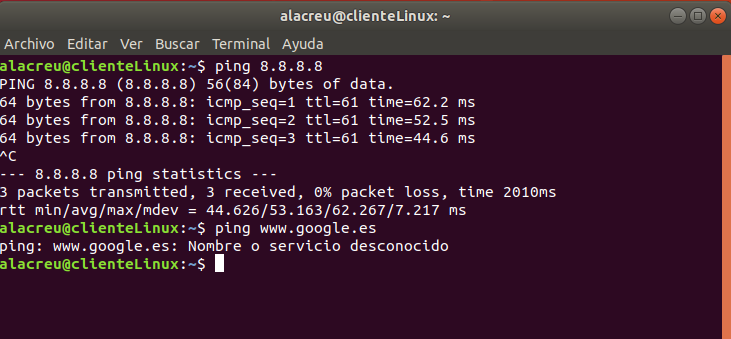 alacreu@clienteLinux: ~
Archivo Editar Ver Buscar Terminal Ayuda
alacreu@clienteLinux:~$ ping 8.8.8.8
PING 8.8.8.8 (8.8.8.8) 56(84) bytes of data.
64 bytes from 8.8.8.8: icmp_seq=1 ttl=61 time=62.2 ms
64 bytes from 8.8.8.8: icmp_seq=2 ttl=61 time=52.5 ms
64 bytes from 8.8.8.8: icmp_seq=3 ttl=61 time=44.6 ms
^C
--- 8.8.8.8 ping statistics ---
3 packets transmitted, 3 received, 0% packet loss, time 2010ms
rtt min/avg/max/mdev = 44.626/53.163/62.267/7.217 ms
alacreu@clienteLinux:~$ ping www.google.es
ping: www.google.es: Nombre o servicio desconocido
alacreu@clienteLinux:~$